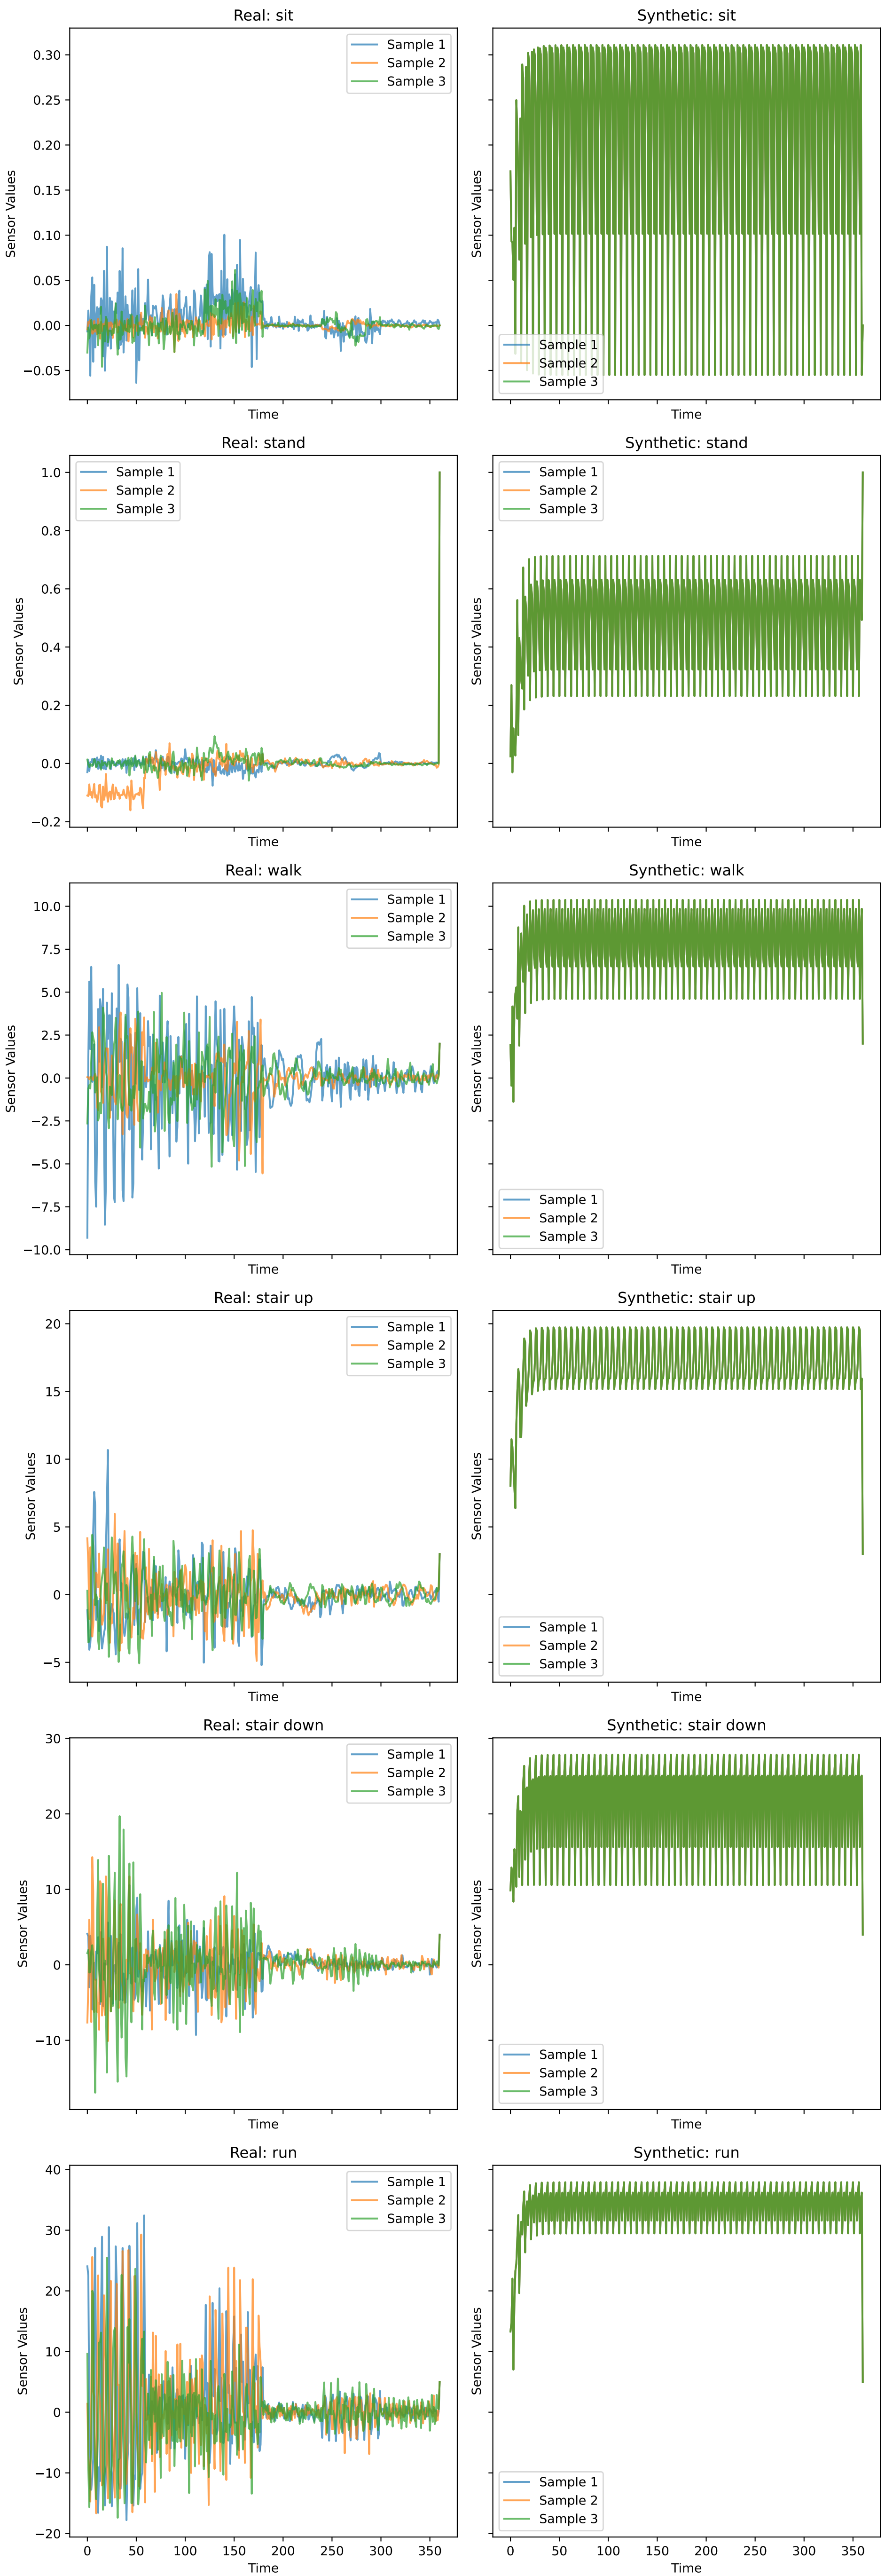 Real: sit
Synthetic: sit
Sensor Values
0.30
0.25
0.20
0.15
0.10
0.05
0.00
−0.05
Sample 1
Sample 2
Sample 3
Time
Sensor Values
Sample 1
Sample 2
Sample 3
Time
Real: stand
Synthetic: stand
Sensor Values
1.0
0.8
0.6
0.4
0.2
0.0
−0.2
Sample 1
Sample 2
Sample 3
Time
Sensor Values
Sample 1
Sample 2
Sample 3
Time
Real: walk
Synthetic: walk
Sensor Values
10.0
7.5
5.0
2.5
0.0
−2.5
−5.0
−7.5
−10.0
Sample 1
Sample 2
Sample 3
Time
Sensor Values
Sample 1
Sample 2
Sample 3
Time
Real: stair up
Synthetic: stair up
Sensor Values
20
15
10
5
0
−5
Sample 1
Sample 2
Sample 3
Time
Sensor Values
Sample 1
Sample 2
Sample 3
Time
Real: stair down
Synthetic: stair down
Sensor Values
30
20
10
0
−10
Sample 1
Sample 2
Sample 3
Time
Sensor Values
Sample 1
Sample 2
Sample 3
Time
Real: run
Synthetic: run
Sensor Values
40
30
20
10
0
−10
−20
Sample 1
Sample 2
Sample 3
0 50 100 150 200 250 300 350
Time
Sensor Values
Sample 1
Sample 2
Sample 3
0 50 100 150 200 250 300 350
Time